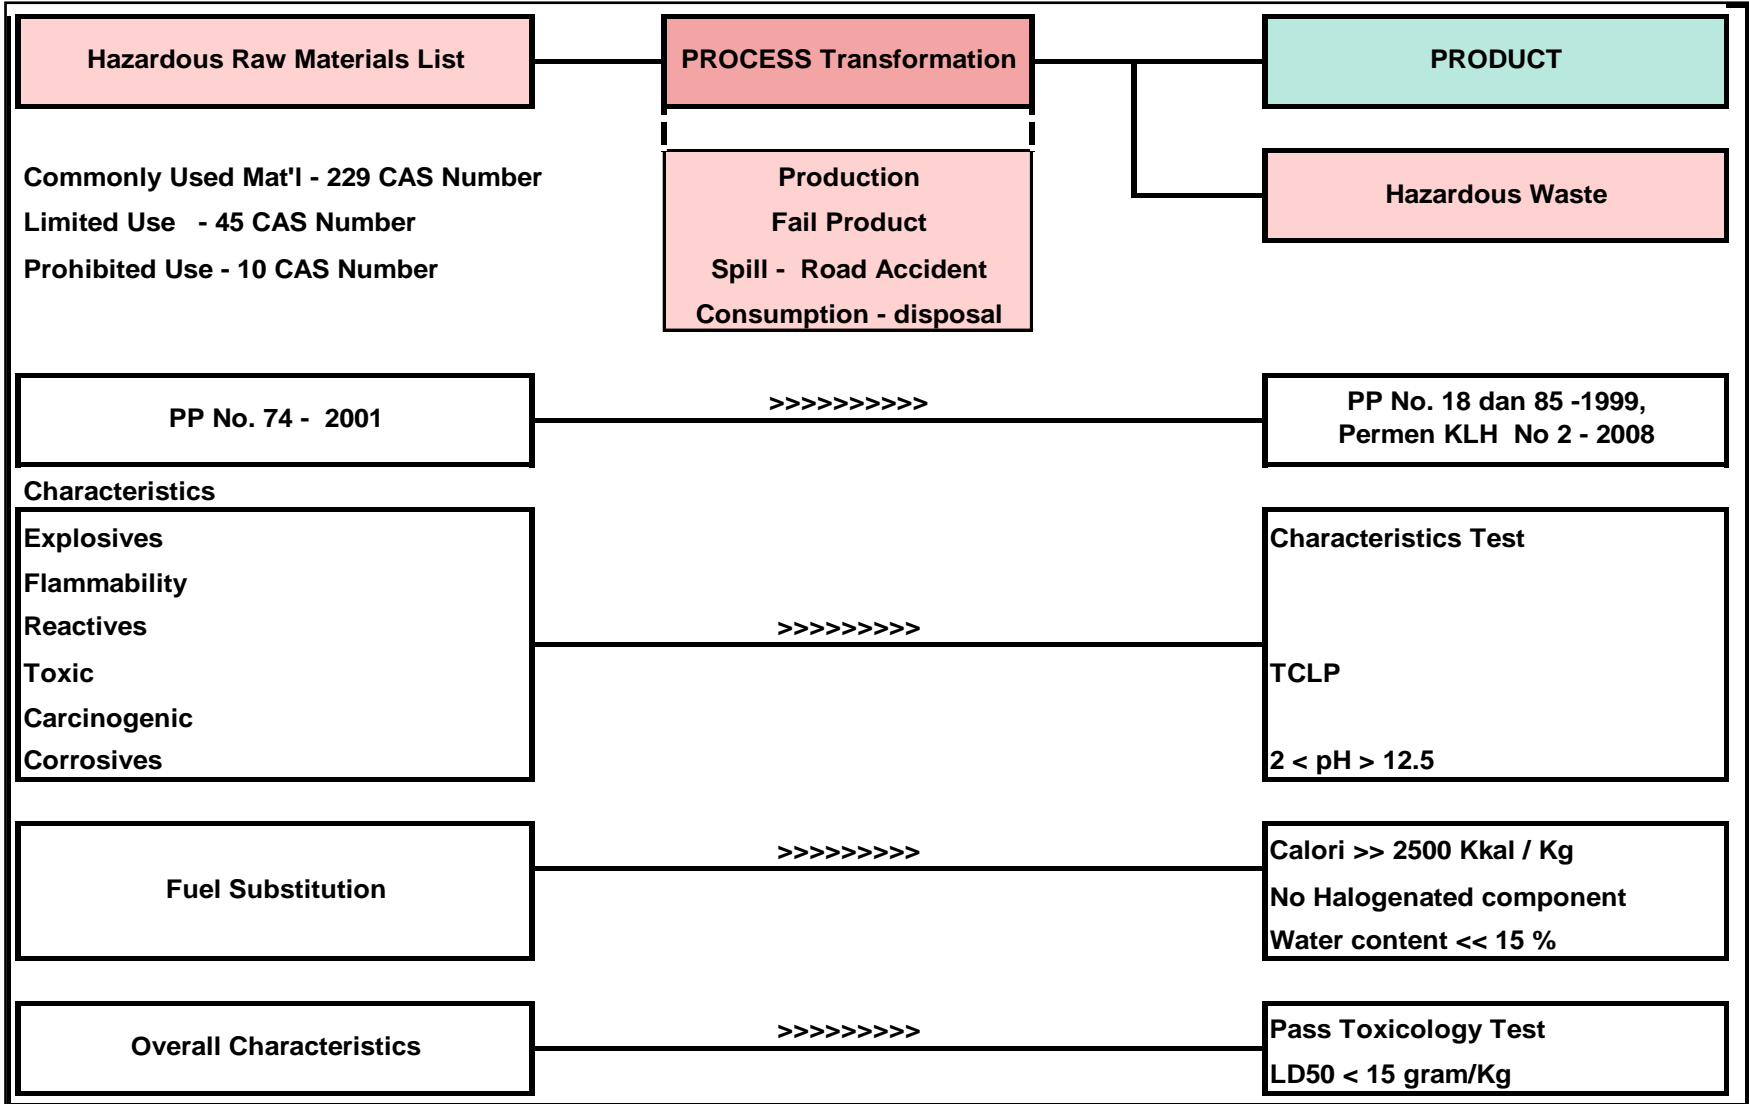 Hazardous Raw Materials List
PROCESS Transformation
PRODUCT
Commonly Used Mat'l - 229 CAS Number
Limited Use - 45 CAS Number
Prohibited Use - 10 CAS Number
Production
Fail Product
Spill - Road Accident
Consumption - disposal
Hazardous Waste
PP No. 74 - 2001
>>>>>>>>>>
PP No. 18 dan 85 -1999,
Permen KLH No 2 - 2008
Characteristics
Explosives
Flammability
Reactives
Toxic
Carcinogenic
Corrosives
>>>>>>>>>
Characteristics Test
TCLP
2 < pH > 12.5
Fuel Substitution
>>>>>>>>>
Calori >> 2500 Kkal / Kg
No Halogenated component
Water content << 15 %
Overall Characteristics
>>>>>>>>>
Pass Toxicology Test
LD50 < 15 gram/Kg